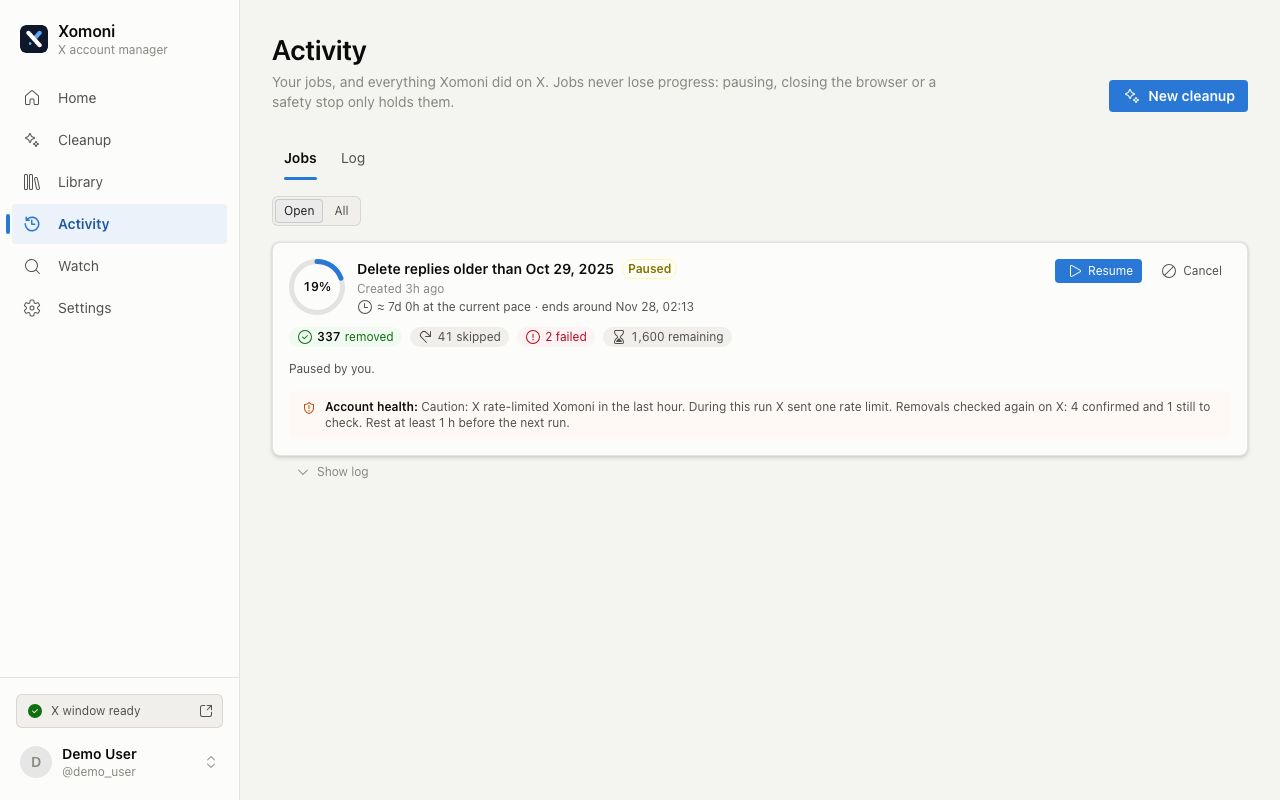 Xomoni
X account manager
Home
Cleanup
Library
Activity
Watch
Settings
X window ready
D
Demo User
@demo_user
Activity
Your jobs, and everything Xomoni did on X. Jobs never lose progress: pausing, closing the browser or a
safety stop only holds them.
New cleanup
Jobs
Log
Open
All
19%
Delete replies older than Oct 29, 2025
Paused
Created 3h ago
≈ 7d 0h at the current pace · ends around Nov 28, 02:13
Resume
Cancel
337 removed
41 skipped
2 failed
1,600 remaining
Paused by you.
Account health: Caution: X rate-limited Xomoni in the last hour. During this run X sent one rate limit. Removals checked again on X: 4 confirmed and 1 still to
check. Rest at least 1 h before the next run.
Show log